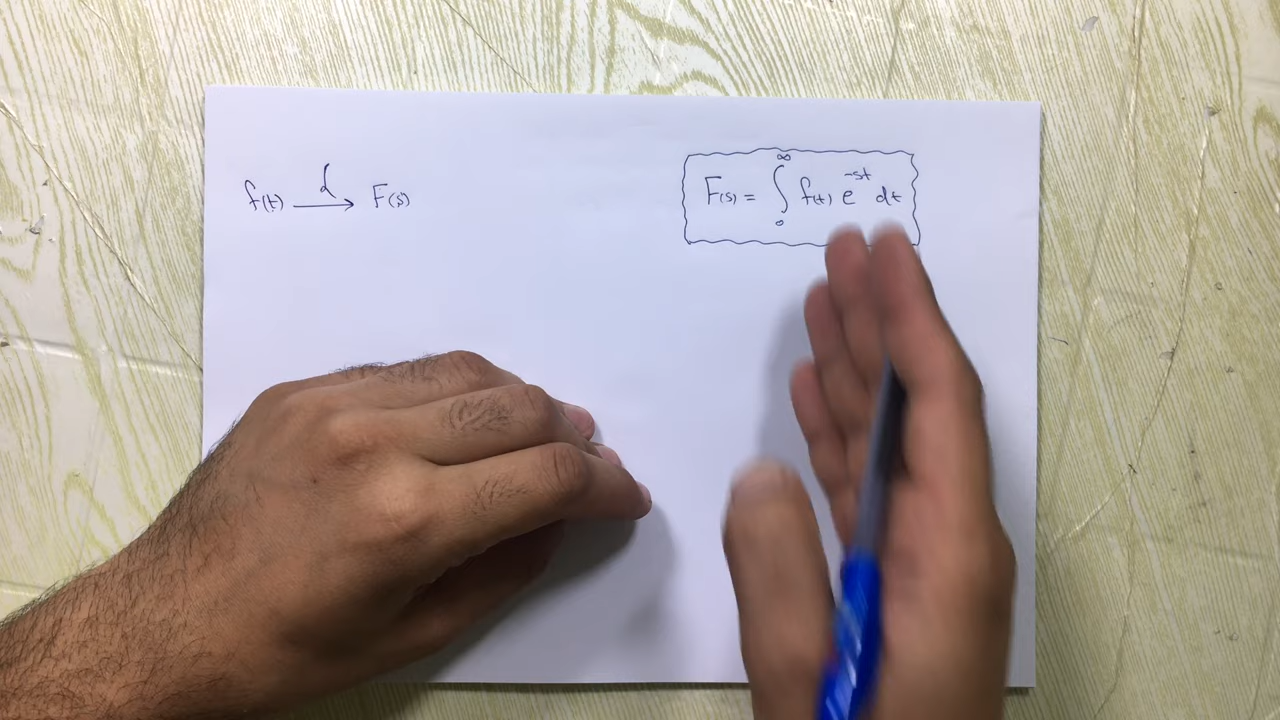 f(t) ℒ→ F(s)
F(s) = ∫₀^∞ f(t) e^-st dt